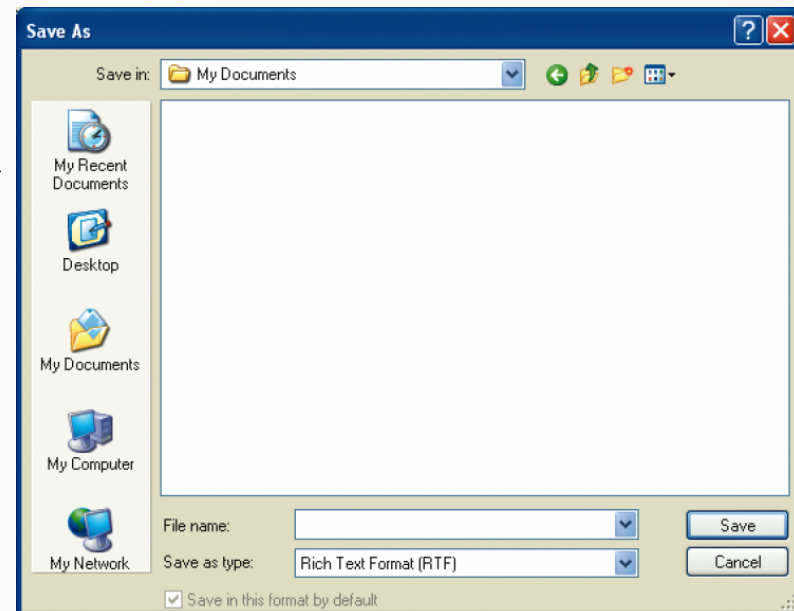 Save As
Save in:
My Documents
My Recent
Documents
Desktop
My Documents
My Computer
My Network
File name:
Save
Save as type:
Rich Text Format (RTF)
Cancel
Save in this format by default